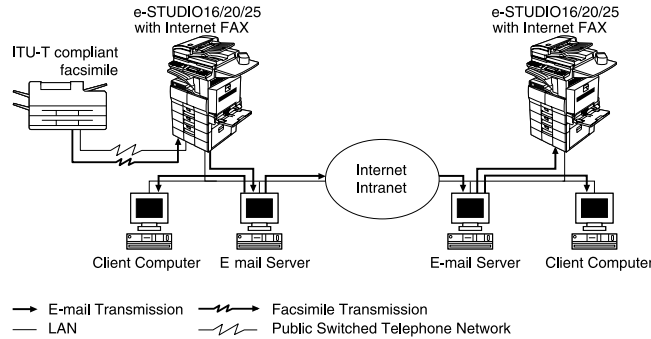 e-STUDIO16/20/25
with Internet FAX
e-STUDIO16/20/25
with Internet FAX
ITU-T compliant
facsimile
Internet
Intranet
Client Computer
E mail Server
E-mail Server
Client Computer
E-mail Transmission
Facsimile Transmission
LAN
Public Switched Telephone Network